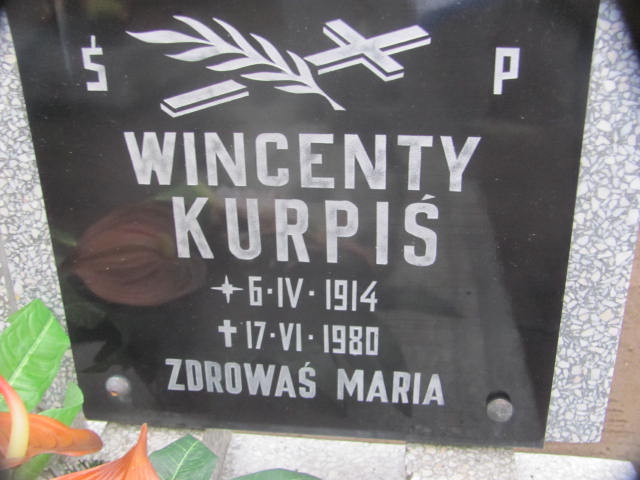 Ś P
WINCENTY
KURPIŚ
6·IV·1914
17·VI·1980
ZDROWAŚ MARIA